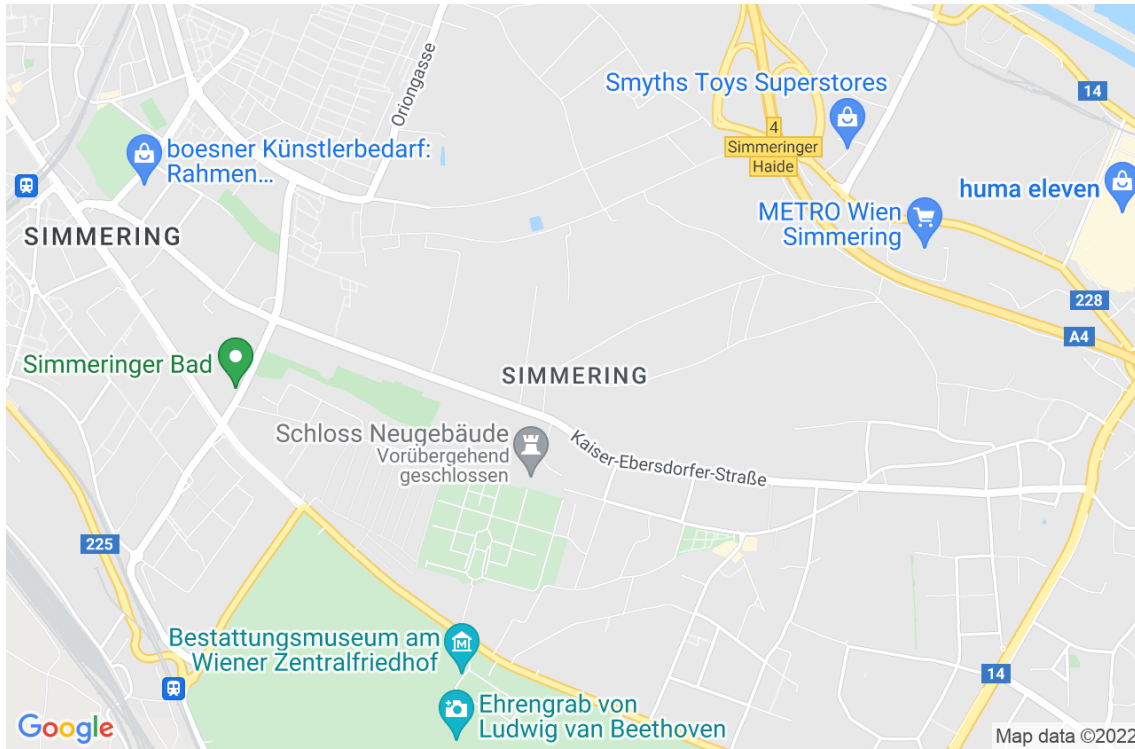 Oriongasse
14
Smyths Toys Superstores
4
Simmeringer
Haide
boesner Künstlerbedarf:
Rahmen...
huma eleven
METRO Wien
Simmering
SIMMERING
228
A4
Simmeringer Bad
SIMMERING
Schloss Neugebäude
Vorübergehend
geschlossen
Kaiser-Ebersdorfer-Straße
225
Bestattungsmuseum am
Wiener Zentralfriedhof
M
14
Ehrengrab von
Ludwig van Beethoven
Google
Map data ©2022